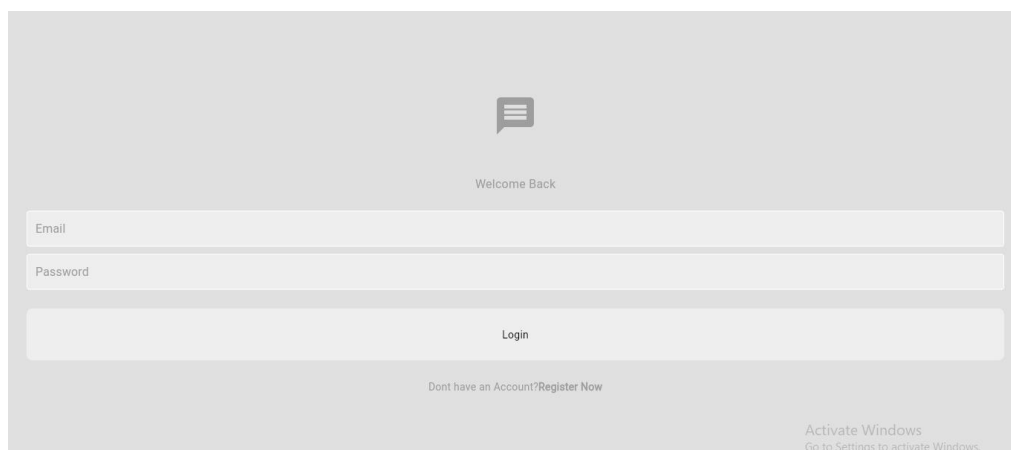 Welcome Back
Email
Password
Login
Dont have an Account?Register Now
Activate Windows
Go to Settings to activate Windows.